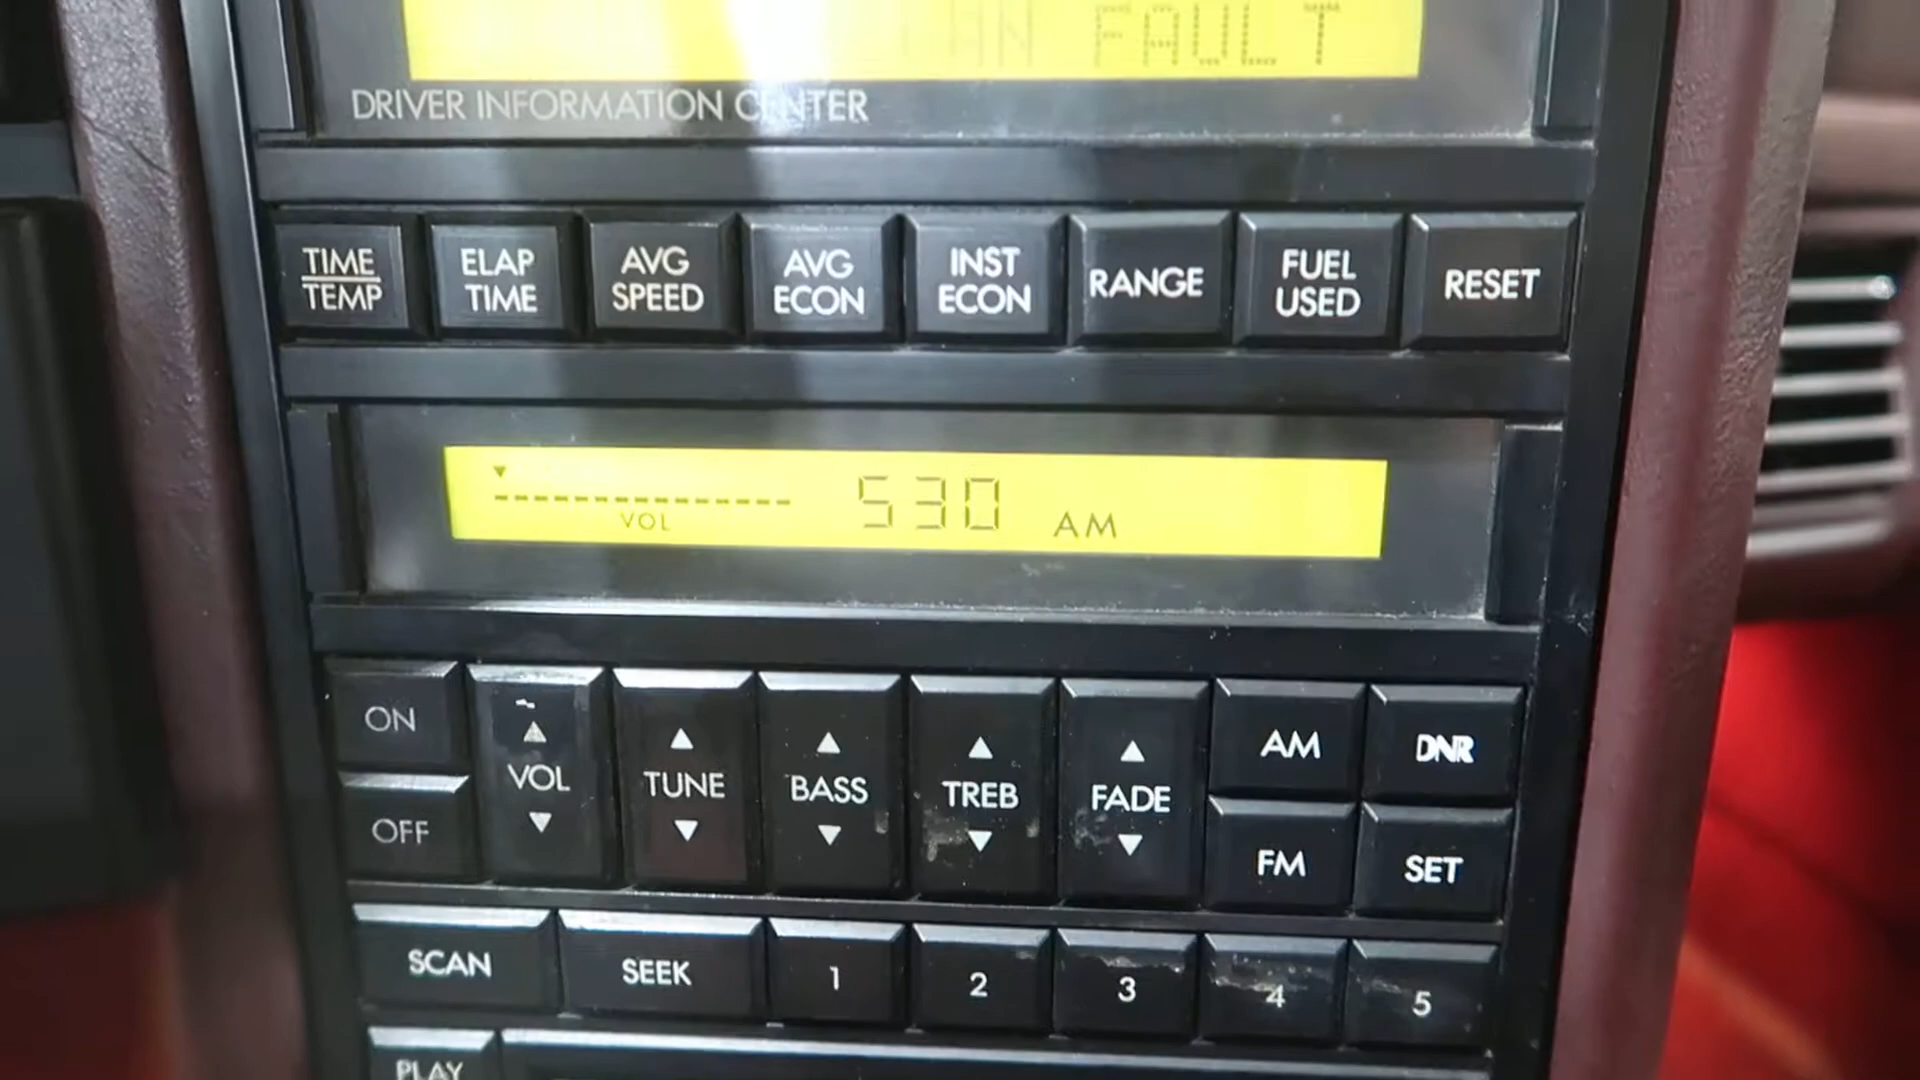 FAULT
DRIVER INFORMATION CENTER
TIME
TEMP
ELAP
TIME
AVG
SPEED
AVG
ECON
INST
ECON
RANGE
FUEL
USED
RESET
VOL
530 AM
ON
OFF
VOL
TUNE
BASS
TREB
FADE
AM
DNR
FM
SET
SCAN
SEEK
1
2
3
4
5
PLAY